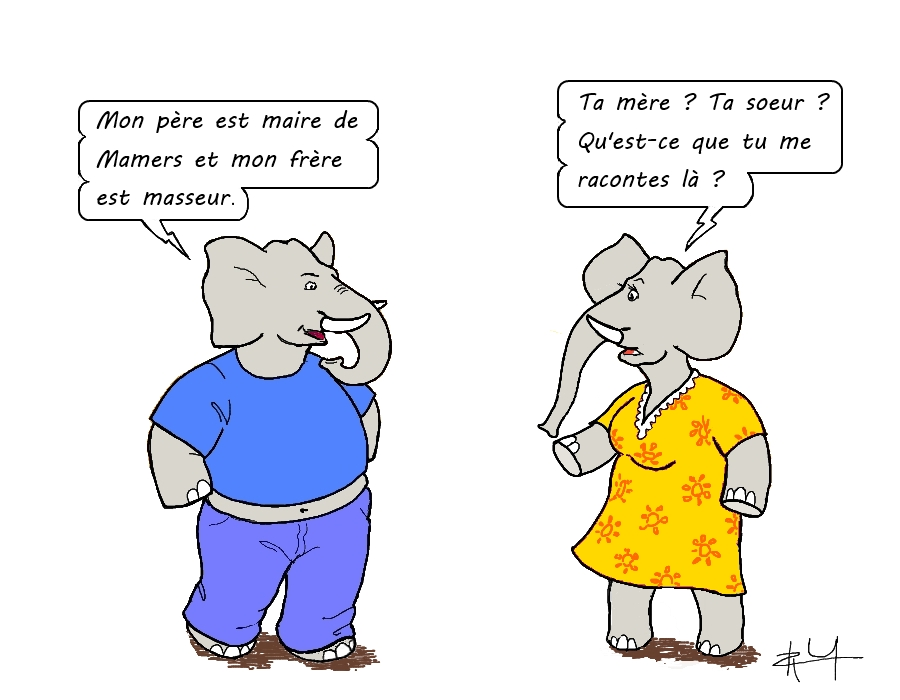 Mon père est maire de
Mamers et mon frère
est masseur.
Ta mère ? Ta soeur ?
Qu'est-ce que tu me
racontes là ?